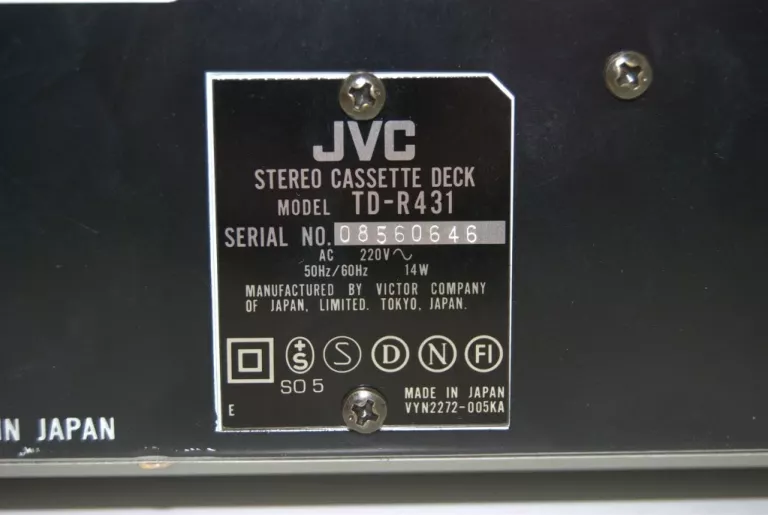 JVC
STEREO CASSETTE DECK
MODEL TD-R431
SERIAL NO. 08560646
AC 220V~
50Hz/60Hz 14W
MANUFACTURED BY VICTOR COMPANY
OF JAPAN, LIMITED. TOKYO, JAPAN.
+S S D N FI
SO 5
MADE IN JAPAN
E VYN2272-005KA
IN JAPAN